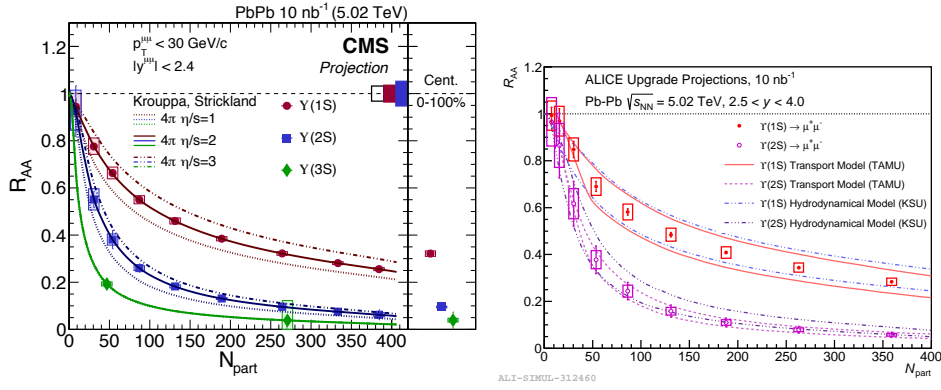 PbPb 10 nb⁻¹ (5.02 TeV)
p_T^μμ < 30 GeV/c
|y^μμ| < 2.4
CMS
Projection
Cent.
0-100%
Krouppa, Strickland
4π η/s=1
4π η/s=2
4π η/s=3
Υ(1S)
Υ(2S)
Υ(3S)
R_AA
1.2
1
0.8
0.6
0.4
0.2
0
0 50 100 150 200 250 300 350 400
N_part
R_AA
1.2
1
0.8
0.6
0.4
0.2
0.0
ALICE Upgrade Projections, 10 nb⁻¹
Pb-Pb √s_NN = 5.02 TeV, 2.5 < y < 4.0
ϒ(1S) → μ⁺μ⁻
ϒ(2S) → μ⁺μ⁻
ϒ(1S) Transport Model (TAMU)
ϒ(2S) Transport Model (TAMU)
ϒ(1S) Hydrodynamical Model (KSU)
ϒ(2S) Hydrodynamical Model (KSU)
0 50 100 150 200 250 300 350 400
N_part
ALI-SIMUL-312460